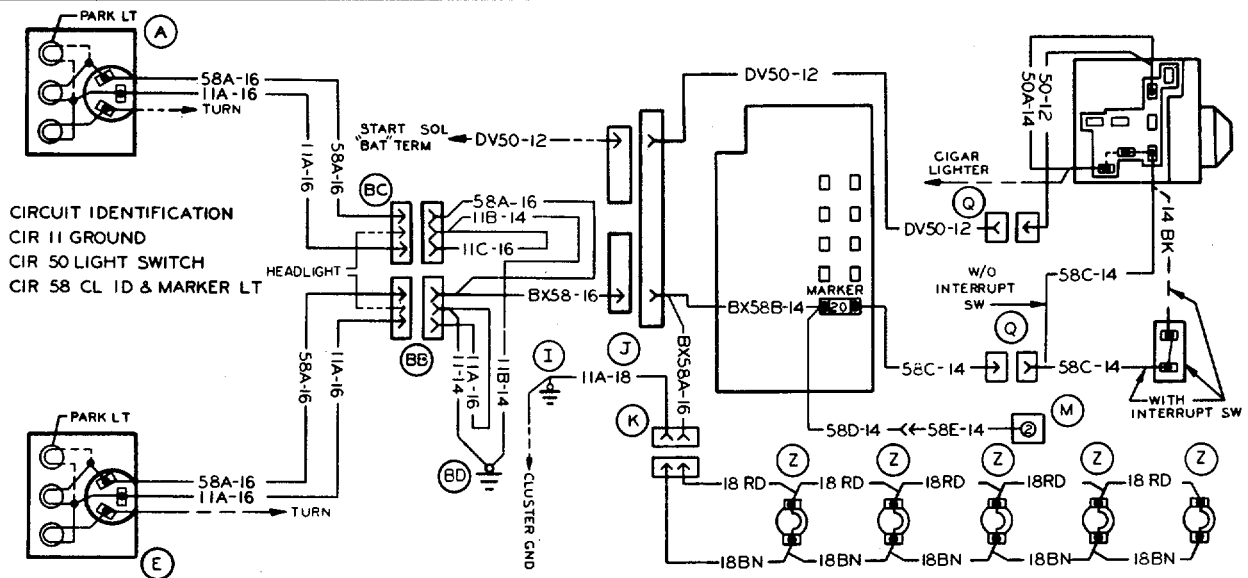 PARK LT
A
58A-16
11A-16
TURN
11A-16
58A-16
CIRCUIT IDENTIFICATION
CIR 11 GROUND
CIR 50 LIGHT SWITCH
CIR 58 CL ID & MARKER LT
HEADLIGHT
BC
START SOL
"BAT" TERM
DV50-12
58A-16
11B-14
11C-16
BX58-16
BB
58A-16
11A-16
11-14
11A-16
11B-14
BD
PARK LT
58A-16
11A-16
TURN
E
I
11A-18
CLUSTER GND
J
K
BX58A-16
DV50-12
MARKER
20
BX58B-14
DV50-12
Q
CIGAR
LIGHTER
50A-14
50-12
14 BK
W/O
INTERRUPT
SW
58C-14
Q
58C-14
58C-14
WITH
INTERRUPT SW
58D-14
58E-14
2
M
Z
Z
Z
Z
Z
18 RD
18 RD
18RD
18RD
18 RD
18BN
18BN
18BN
18BN
18BN